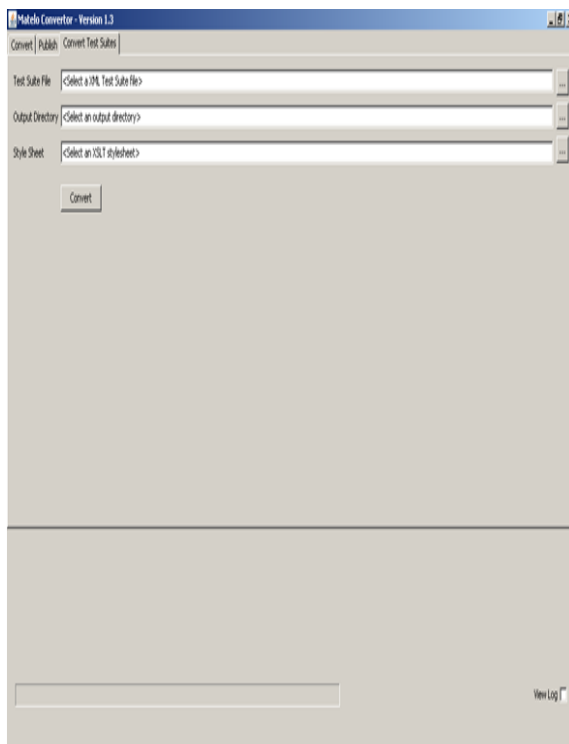 Matelo Convertor - Version 1.3
Convert Publish Convert Test Suites
Test Suite File <Select a XML Test Suite file> ...
Output Directory <Select an output directory> ...
Style Sheet <Select an XSLT stylesheet> ...
Convert
View Log